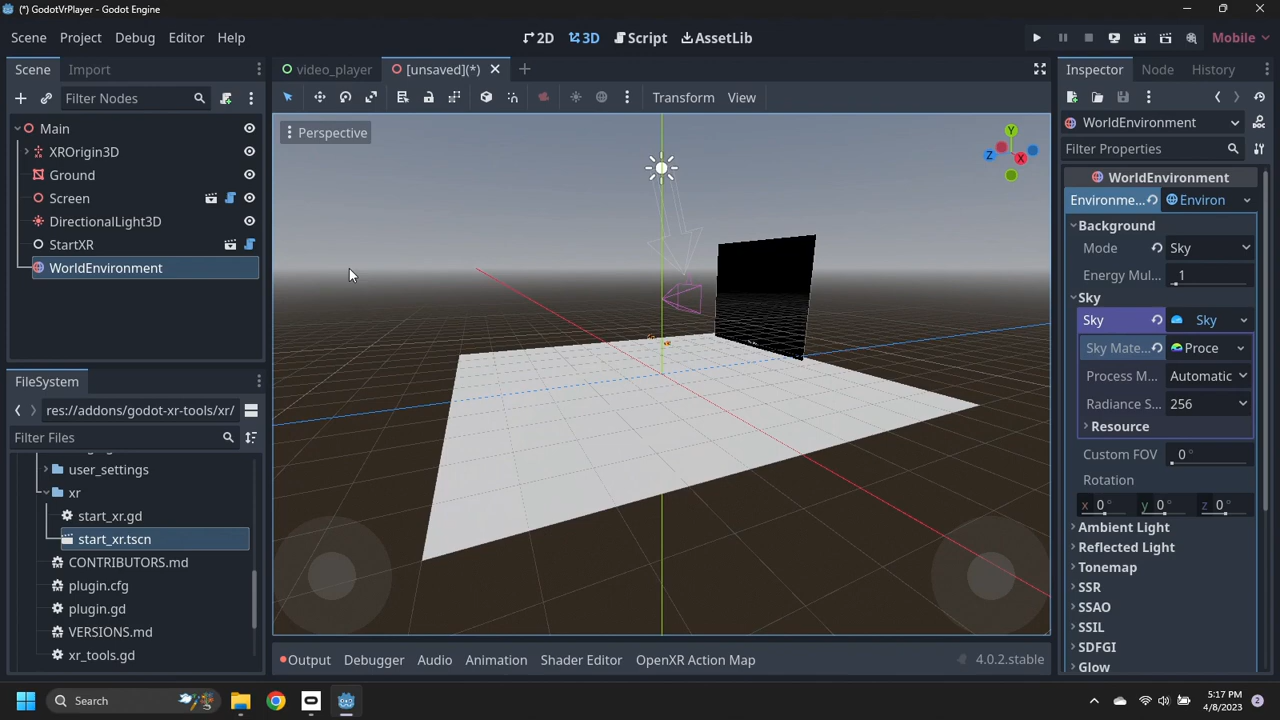 (*) GodotVrPlayer - Godot Engine
Scene Project Debug Editor Help
2D 3D Script AssetLib
Mobile
Scene Import
Filter Nodes
Main
XROrigin3D
Ground
Screen
DirectionalLight3D
StartXR
WorldEnvironment
FileSystem
res://addons/godot-xr-tools/xr/
Filter Files
user_settings
xr
start_xr.gd
start_xr.tscn
CONTRIBUTORS.md
plugin.cfg
plugin.gd
VERSIONS.md
xr_tools.gd
video_player [unsaved](*)
Transform View
Perspective
Y
Z
X
Output Debugger Audio Animation Shader Editor OpenXR Action Map
4.0.2.stable
Inspector Node History
WorldEnvironment
Filter Properties
WorldEnvironment
Environme... Environ
Background
Mode Sky
Energy Mul... 1
Sky
Sky Sky
Sky Mate... Proce
Process M... Automatic
Radiance S... 256
Resource
Custom FOV 0 °
Rotation
x 0 ° y 0 ° z 0 °
Ambient Light
Reflected Light
Tonemap
SSR
SSAO
SSIL
SDFGI
Glow
Search
5:17 PM
4/8/2023
2